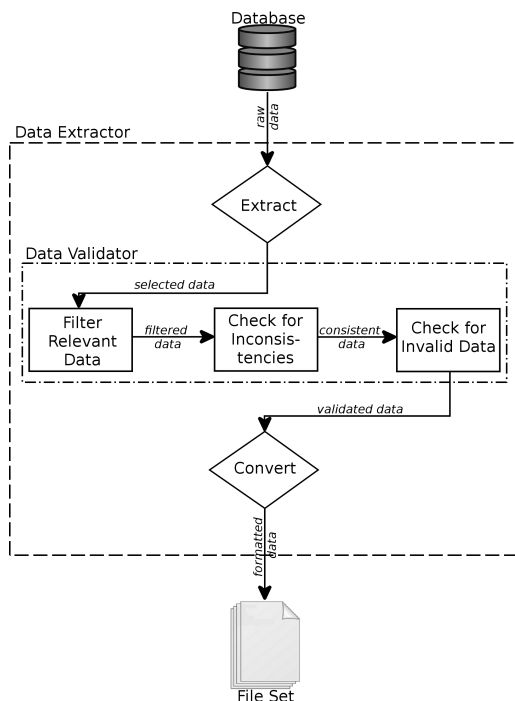 Database
raw
data
Data Extractor
Extract
Data Validator
selected data
Filter
Relevant
Data
filtered
data
Check for
Inconsis-
tencies
consistent
data
Check for
Invalid Data
validated data
Convert
formatted
data
File Set